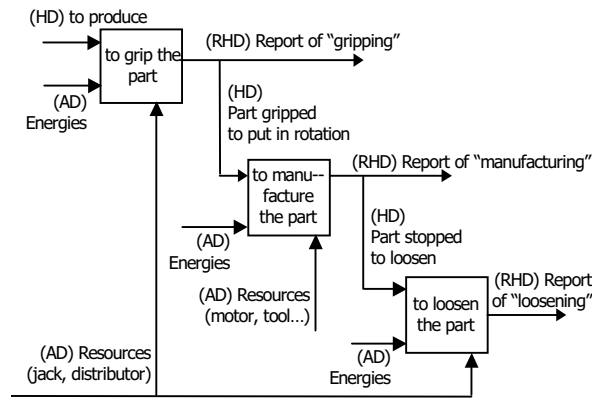 (HD) to produce
to grip the
part
(AD)
Energies
(RHD) Report of “gripping”
(HD)
Part gripped
to put in rotation
to manu--
facture
the part
(RHD) Report of “manufacturing”
(AD)
Energies
(HD)
Part stopped
to loosen
(AD) Resources
(motor, tool...)
to loosen
the part
(RHD) Report
of “loosening”
(AD) Resources
(jack, distributor)
(AD)
Energies